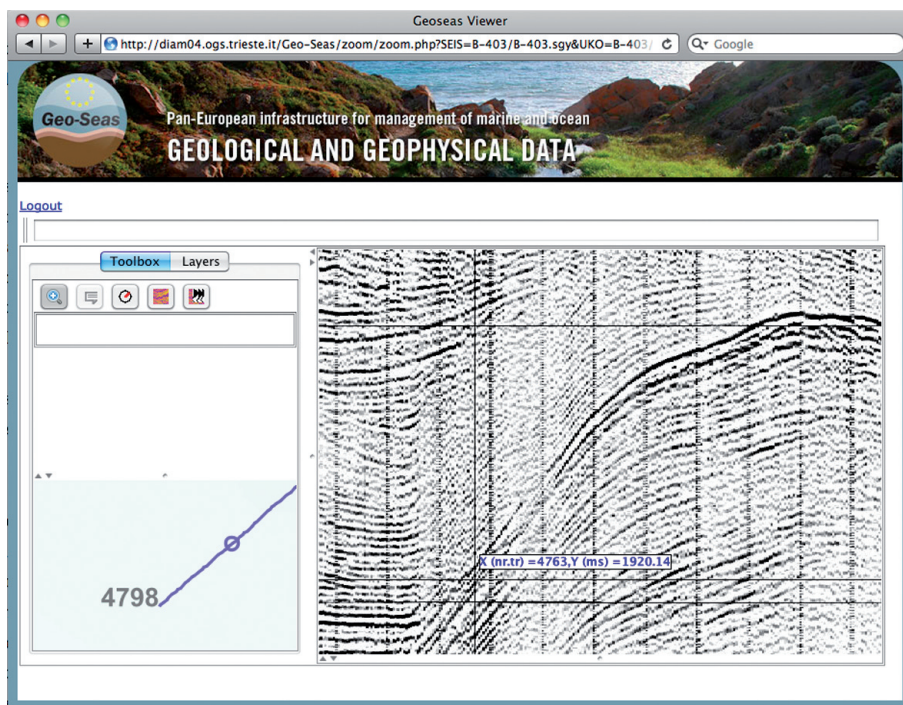 Geoseas Viewer
http://diam04.ogs.trieste.it/Geo-Seas/zoom/zoom.php?SEIS=B-403/B-403.sgy&UKO=B-403/
Google
Geo-Seas
Pan-European infrastructure for management of marine and ocean
GEOLOGICAL AND GEOPHYSICAL DATA
Logout
Toolbox Layers
X (nr.tr) =4763,Y (ms) =1920.14
4798